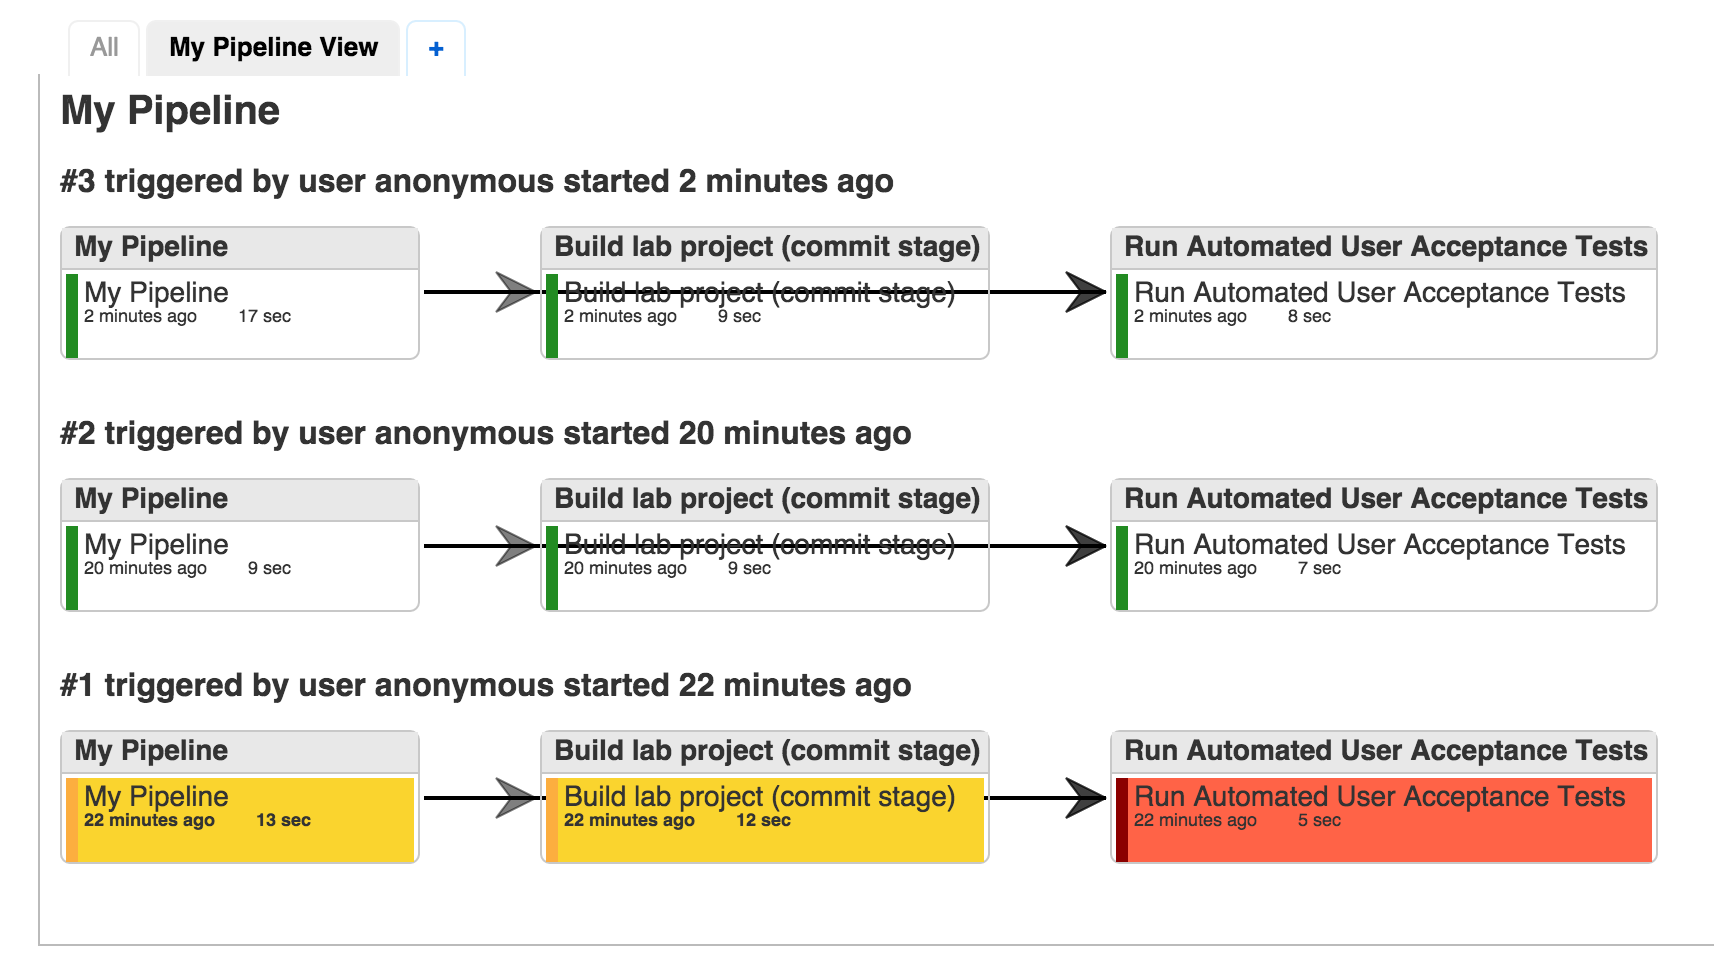 All
My Pipeline View
+
My Pipeline
#3 triggered by user anonymous started 2 minutes ago
My Pipeline
My Pipeline
2 minutes ago 17 sec
Build lab project (commit stage)
Build lab project (commit stage)
2 minutes ago 9 sec
Run Automated User Acceptance Tests
Run Automated User Acceptance Tests
2 minutes ago 8 sec
#2 triggered by user anonymous started 20 minutes ago
My Pipeline
My Pipeline
20 minutes ago 9 sec
Build lab project (commit stage)
Build lab project (commit stage)
20 minutes ago 9 sec
Run Automated User Acceptance Tests
Run Automated User Acceptance Tests
20 minutes ago 7 sec
#1 triggered by user anonymous started 22 minutes ago
My Pipeline
My Pipeline
22 minutes ago 13 sec
Build lab project (commit stage)
Build lab project (commit stage)
22 minutes ago 12 sec
Run Automated User Acceptance Tests
Run Automated User Acceptance Tests
22 minutes ago 5 sec